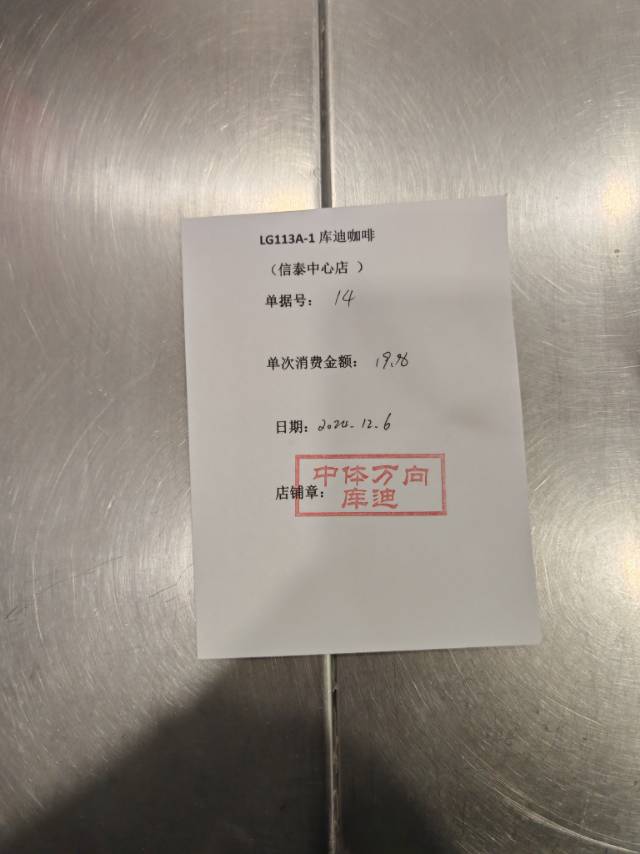 LG113A-1 库迪咖啡
（信泰中心店 ）
单据号： 14
单次消费金额： 19.96
日期：2024.12.6
店铺章：
中体万向
库迪